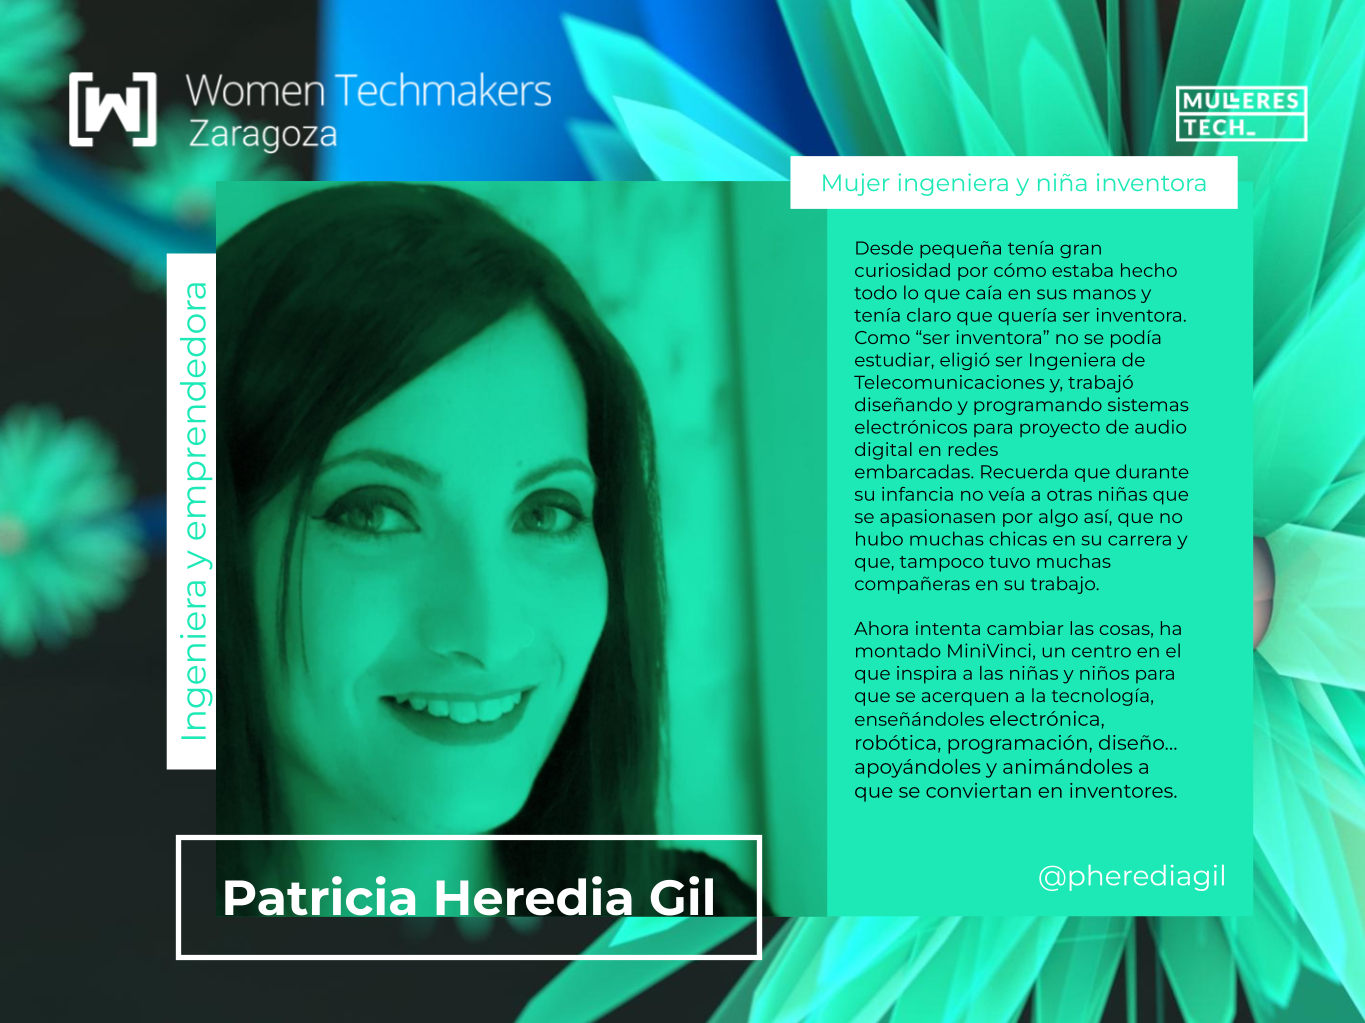 Women Techmakers
Zaragoza
MULLERES
TECH_
Mujer ingeniera y niña inventora
Ingeniera y emprendedora
Desde pequeña tenía gran
curiosidad por cómo estaba hecho
todo lo que caía en sus manos y
tenía claro que quería ser inventora.
Como “ser inventora” no se podía
estudiar, eligió ser Ingeniera de
Telecomunicaciones y, trabajó
diseñando y programando sistemas
electrónicos para proyecto de audio
digital en redes
embarcadas. Recuerda que durante
su infancia no veía a otras niñas que
se apasionasen por algo así, que no
hubo muchas chicas en su carrera y
que, tampoco tuvo muchas
compañeras en su trabajo.
Ahora intenta cambiar las cosas, ha
montado MiniVinci, un centro en el
que inspira a las niñas y niños para
que se acerquen a la tecnología,
enseñándoles electrónica,
robótica, programación, diseño...
apoyándoles y animándoles a
que se conviertan en inventores.
@pherediagil
Patricia Heredia Gil